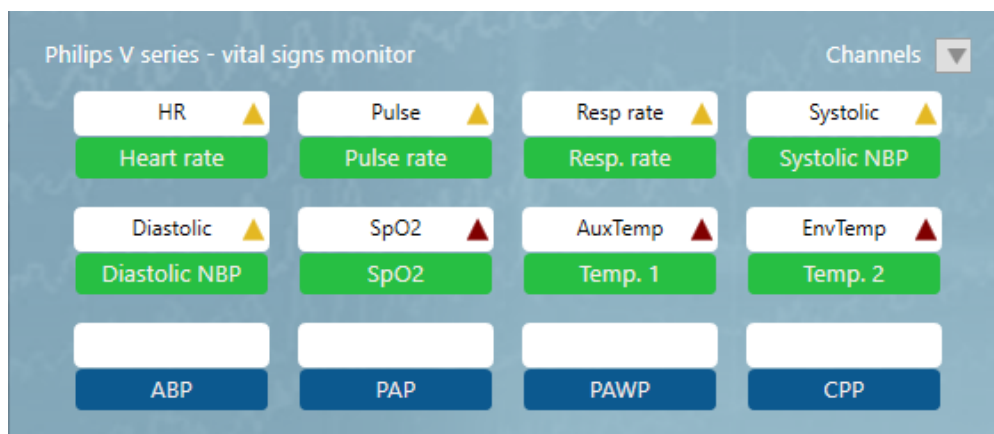 Philips V series - vital signs monitor Channels
HR Pulse Resp rate Systolic
Heart rate Pulse rate Resp. rate Systolic NBP
Diastolic SpO2 AuxTemp EnvTemp
Diastolic NBP SpO2 Temp. 1 Temp. 2
ABP PAP PAWP CPP